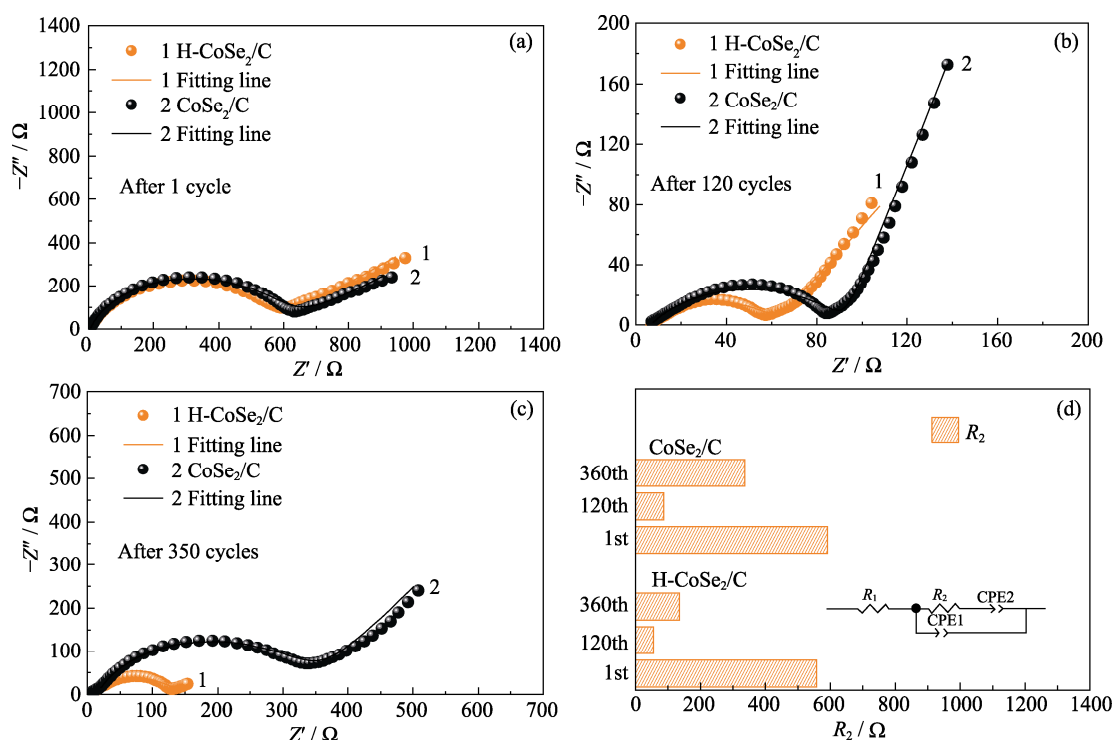 (a)
1 H-CoSe₂/C
1 Fitting line
2 CoSe₂/C
2 Fitting line
After 1 cycle
1
2
1400
1200
1000
800
600
400
200
0
−Z″ / Ω
0 200 400 600 800 1000 1200 1400
Z′ / Ω
(b)
1 H-CoSe₂/C
1 Fitting line
2 CoSe₂/C
2 Fitting line
After 120 cycles
1
2
−200
−160
−120
80
40
0
−Z″ / Ω
0 40 80 120 160 200
Z′ / Ω
(c)
1 H-CoSe₂/C
1 Fitting line
2 CoSe₂/C
2 Fitting line
After 350 cycles
1
2
700
600
500
400
300
250
100
0
−Z″ / Ω
0 100 200 300 400 500 600 700
Z′ / Ω
(d)
R₂
CoSe₂/C
360th
120th
1st
H-CoSe₂/C
360th
120th
1st
R₁ R₂ CPE2
CPE1
0 200 400 600 800 1000 1200 1400
R₂ / Ω